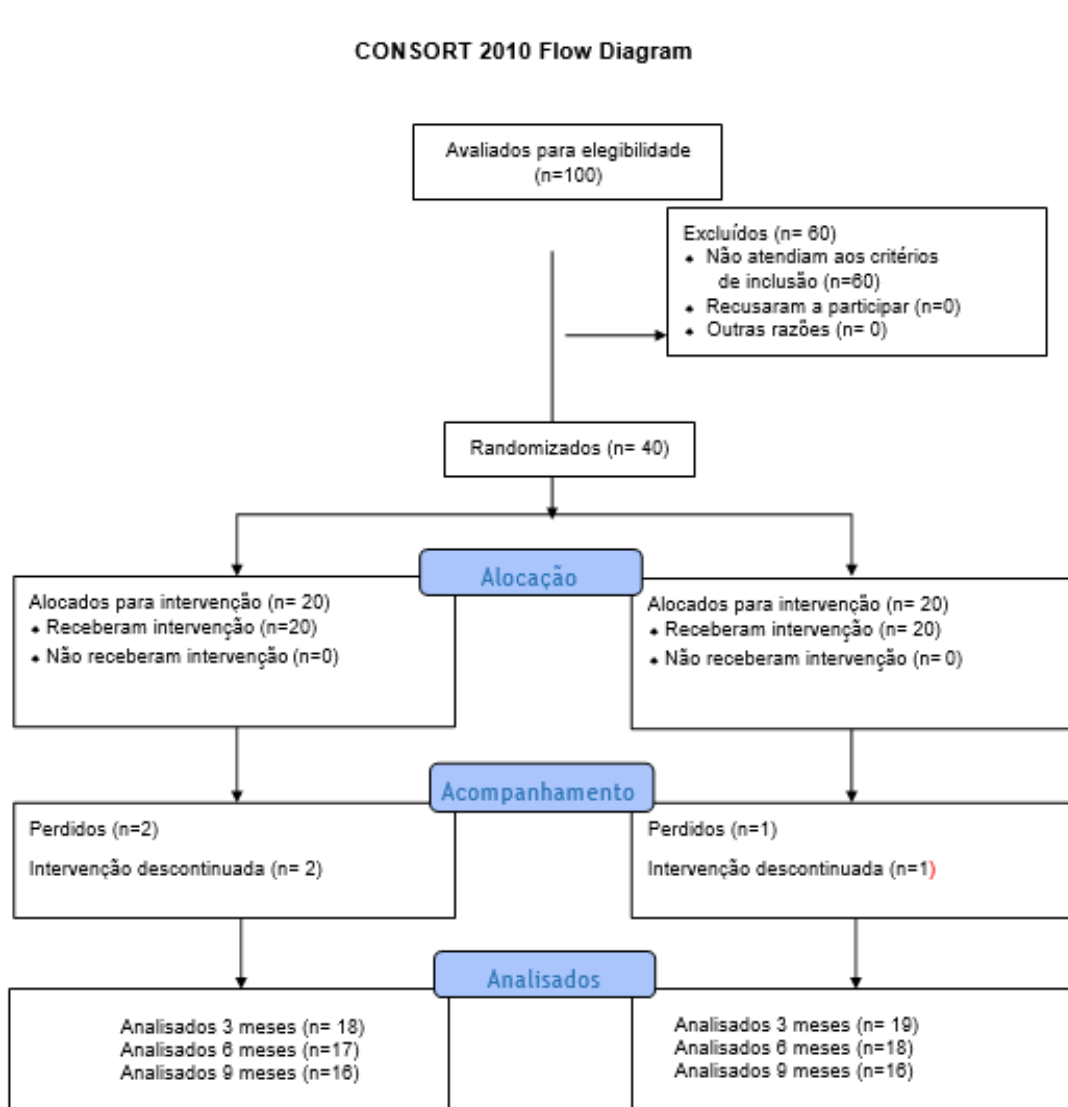 CONSORT 2010 Flow Diagram
Avaliados para elegibilidade
(n=100)
Excluídos (n= 60)
• Não atendiam aos critérios
de inclusão (n=60)
• Recusaram a participar (n=0)
• Outras razões (n= 0)
Randomizados (n= 40)
Alocação
Alocados para intervenção (n= 20)
• Receberam intervenção (n=20)
• Não receberam intervenção (n=0)
Alocados para intervenção (n= 20)
• Receberam intervenção (n= 20)
• Não receberam intervenção (n= 0)
Acompanhamento
Perdidos (n=2)
Intervenção descontinuada (n= 2)
Perdidos (n=1)
Intervenção descontinuada (n=1)
Analisados
Analisados 3 meses (n= 18)
Analisados 6 meses (n=17)
Analisados 9 meses (n=16)
Analisados 3 meses (n= 19)
Analisados 6 meses (n=18)
Analisados 9 meses (n=16)